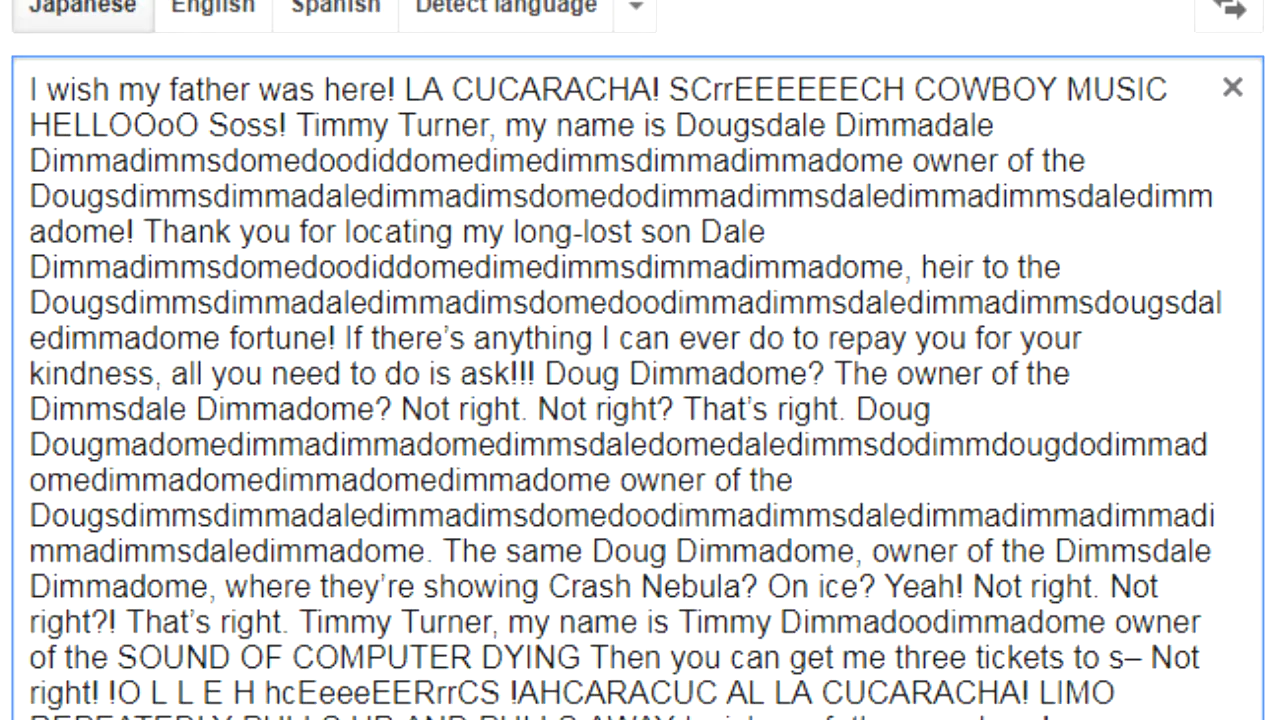 Japanese English Spanish Detect language
I wish my father was here! LA CUCARACHA! SCrrEEEEEECH COWBOY MUSIC
HELLOOoO Soss! Timmy Turner, my name is Dougsdale Dimmadale
Dimmadimmsdomedoodiddomedimedimmsdimmadimmadome owner of the
Dougsdimmsdimmadaledimmadimsdomedodimmadimmsdaledimmadimmsdaledimm
adome! Thank you for locating my long-lost son Dale
Dimmadimmsdomedoodiddomedimedimmsdimmadimmadome, heir to the
Dougsdimmsdimmadaledimmadimsdomedoodimmadimmsdaledimmadimmsdougsdal
edimmadome fortune! If there’s anything I can ever do to repay you for your
kindness, all you need to do is ask!!! Doug Dimmadome? The owner of the
Dimmsdale Dimmadome? Not right. Not right? That’s right. Doug
Dougmadomedimmadimmadomedimmsdaledomedaledimmsdodimmdougdodimmad
omedimmadomedimmadomedimmadome owner of the
Dougsdimmsdimmadaledimmadimsdomedoodimmadimmsdaledimmadimmadimmadi
mmadimmsdaledimmadome. The same Doug Dimmadome, owner of the Dimmsdale
Dimmadome, where they’re showing Crash Nebula? On ice? Yeah! Not right. Not
right?! That’s right. Timmy Turner, my name is Timmy Dimmadoodimmadome owner
of the SOUND OF COMPUTER DYING Then you can get me three tickets to s– Not
right! !O L L E H hcEeeeEERrrCS !AHCARACUC AL LA CUCARACHA! LIMO